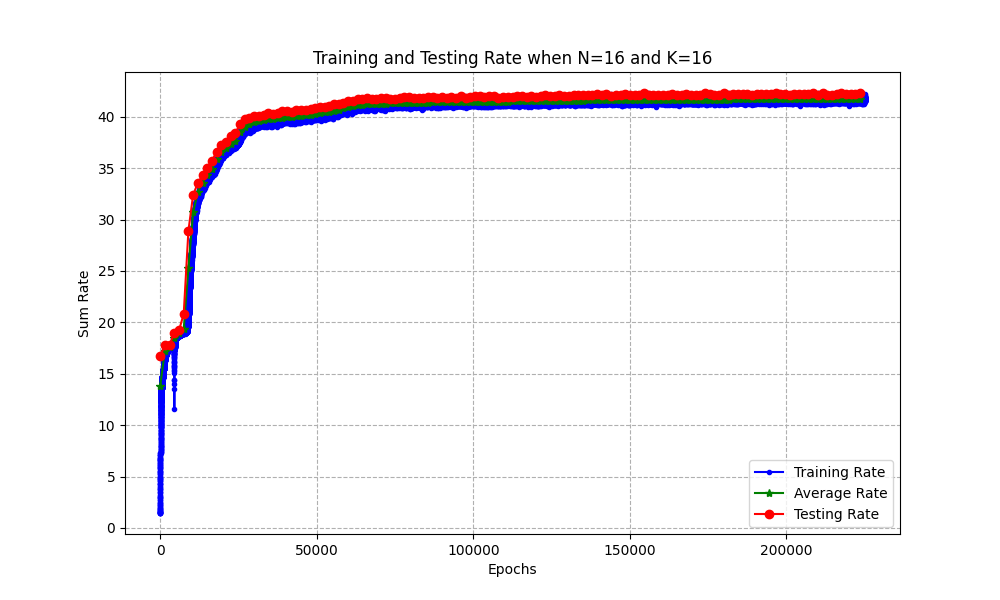 Training and Testing Rate when N=16 and K=16
40
35
30
25
20
15
10
5
0
Sum Rate
0 50000 100000 150000 200000
Epochs
Training Rate
Average Rate
Testing Rate